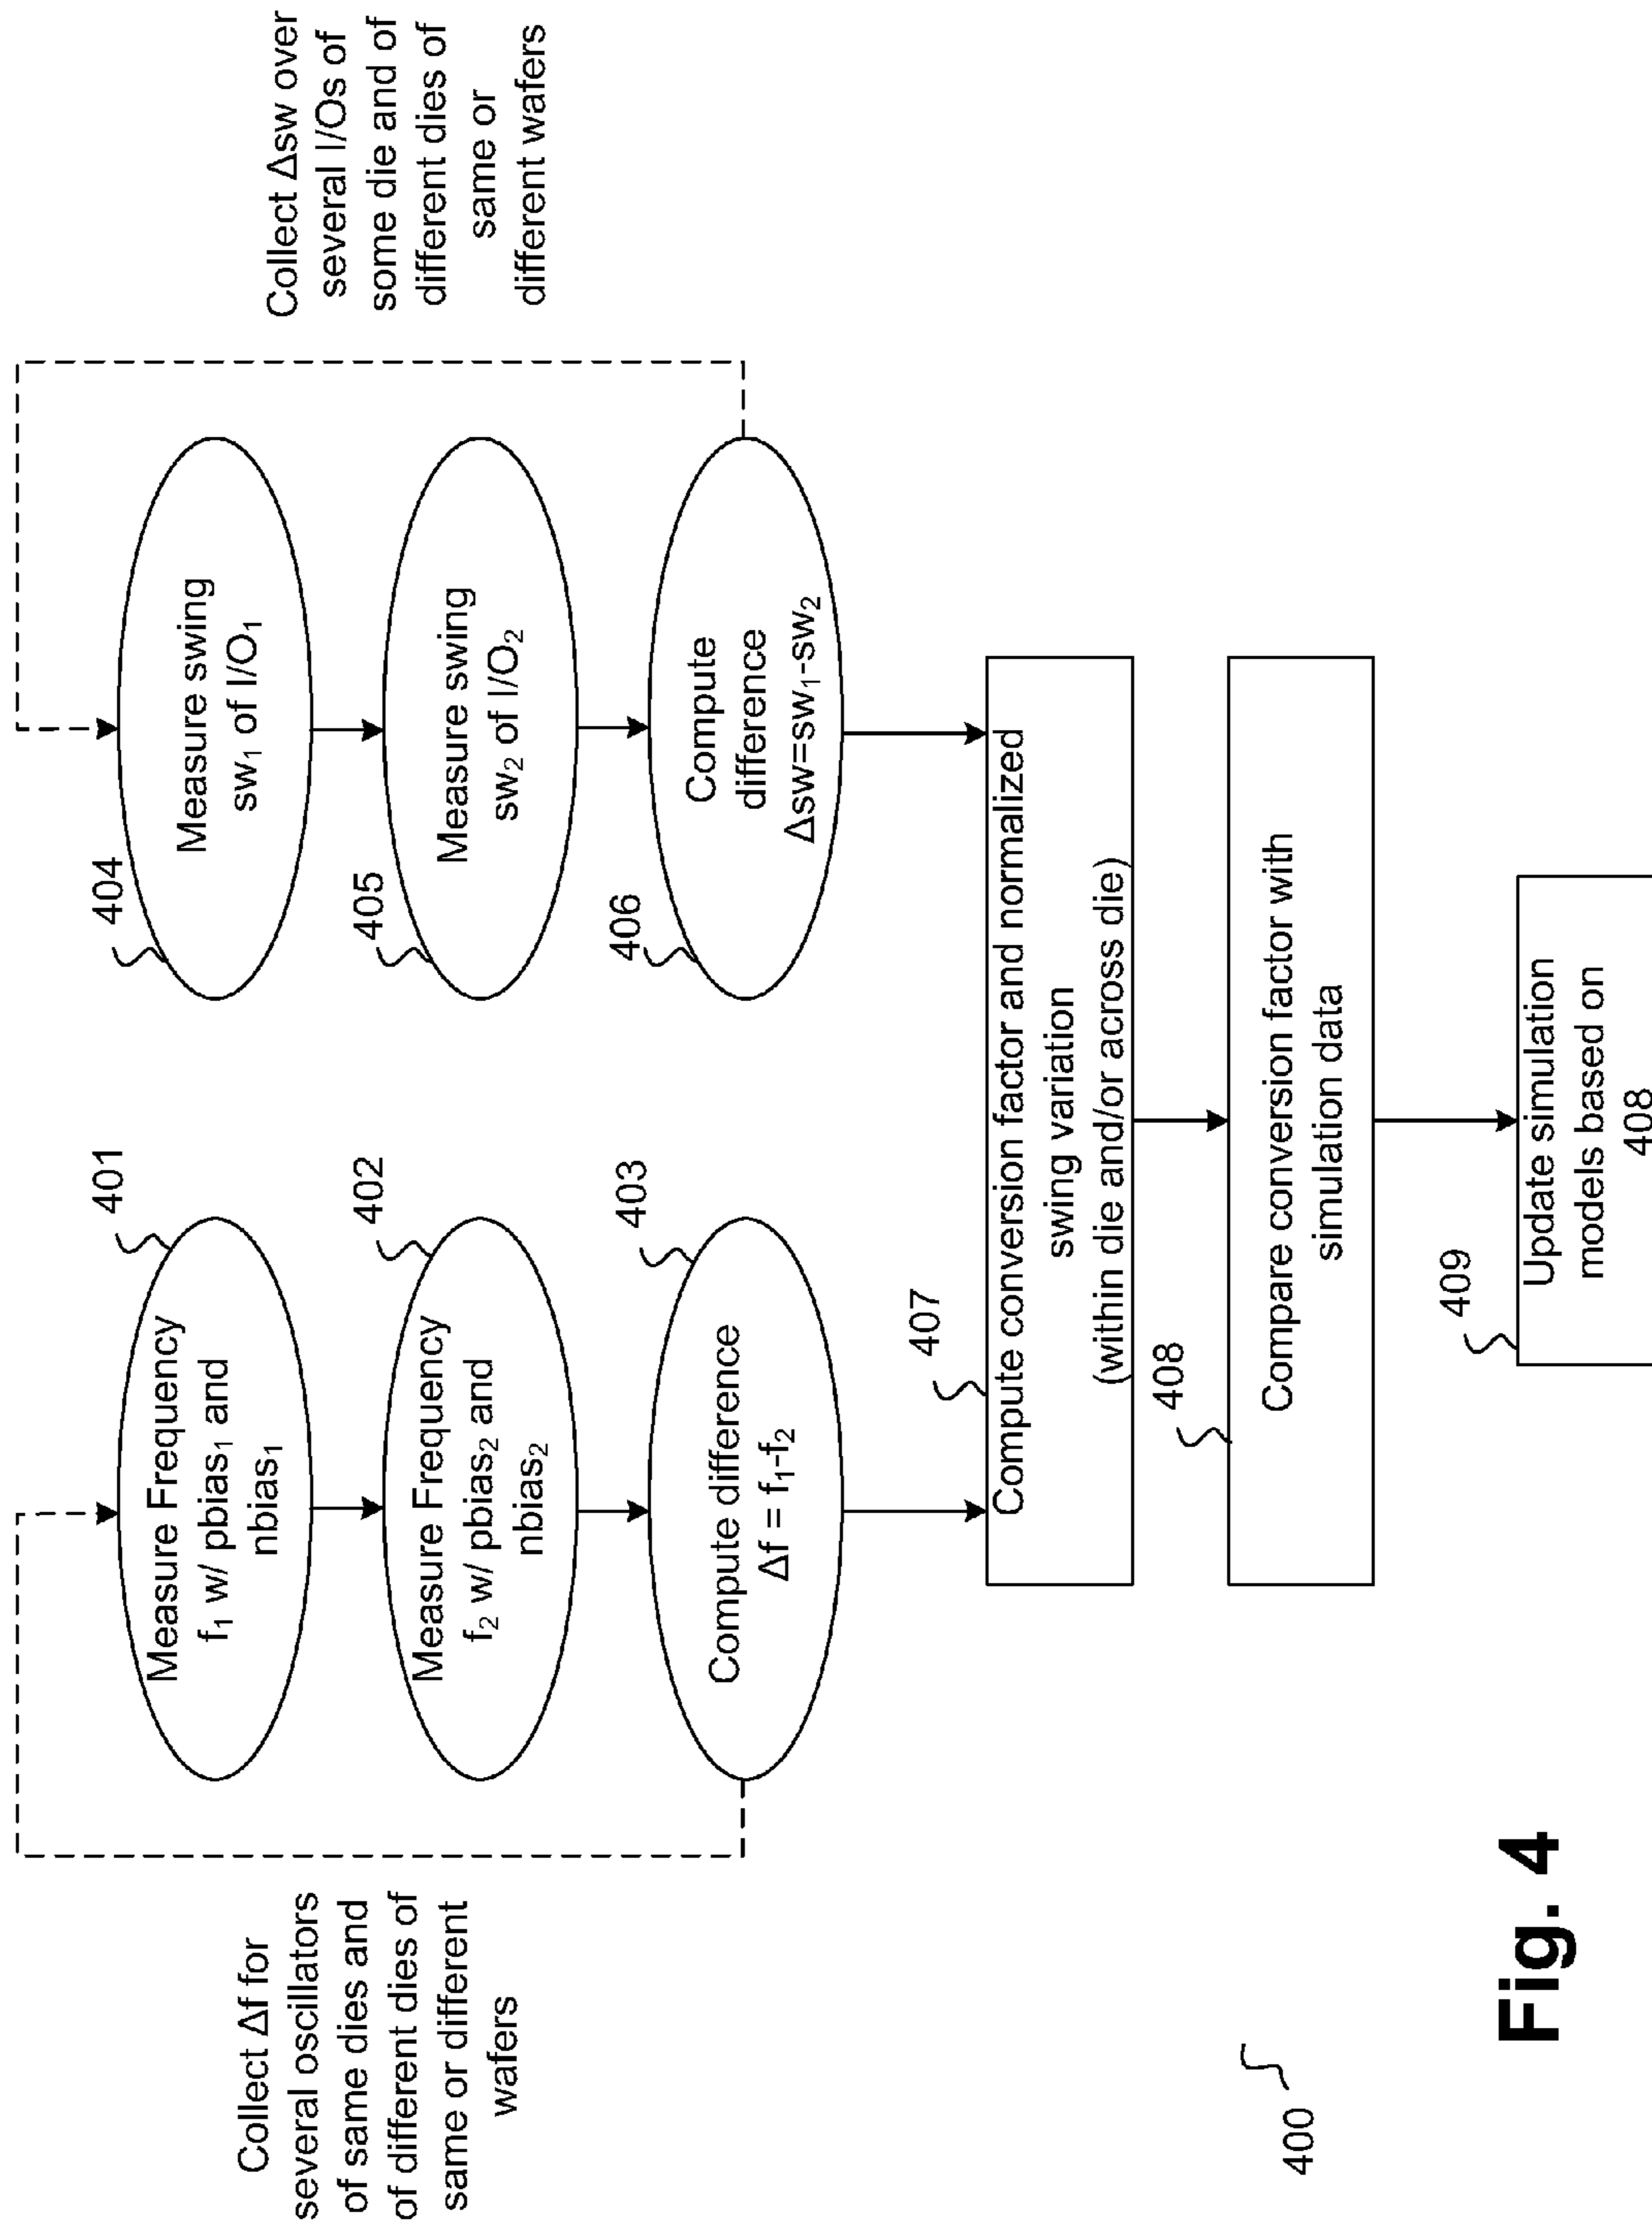 Collect Δf for
several oscillators
of same dies and
of different dies of
same or different
wafers
401
Measure Frequency
f₁ w/ pbias₁ and
nbias₁
402
Measure Frequency
f₂ w/ pbias₂ and
nbias₂
403
Compute difference
Δf = f₁-f₂
404
Measure swing
sw₁ of I/O₁
405
Measure swing
sw₂ of I/O₂
406
Compute
difference
Δsw=sw₁-sw₂
Collect Δsw over
several I/Os of
some die and of
different dies of
same or
different wafers
407
Compute conversion factor and normalized
swing variation
(within die and/or across die)
408
Compare conversion factor with
simulation data
409
Update simulation
models based on
408
400
Fig. 4